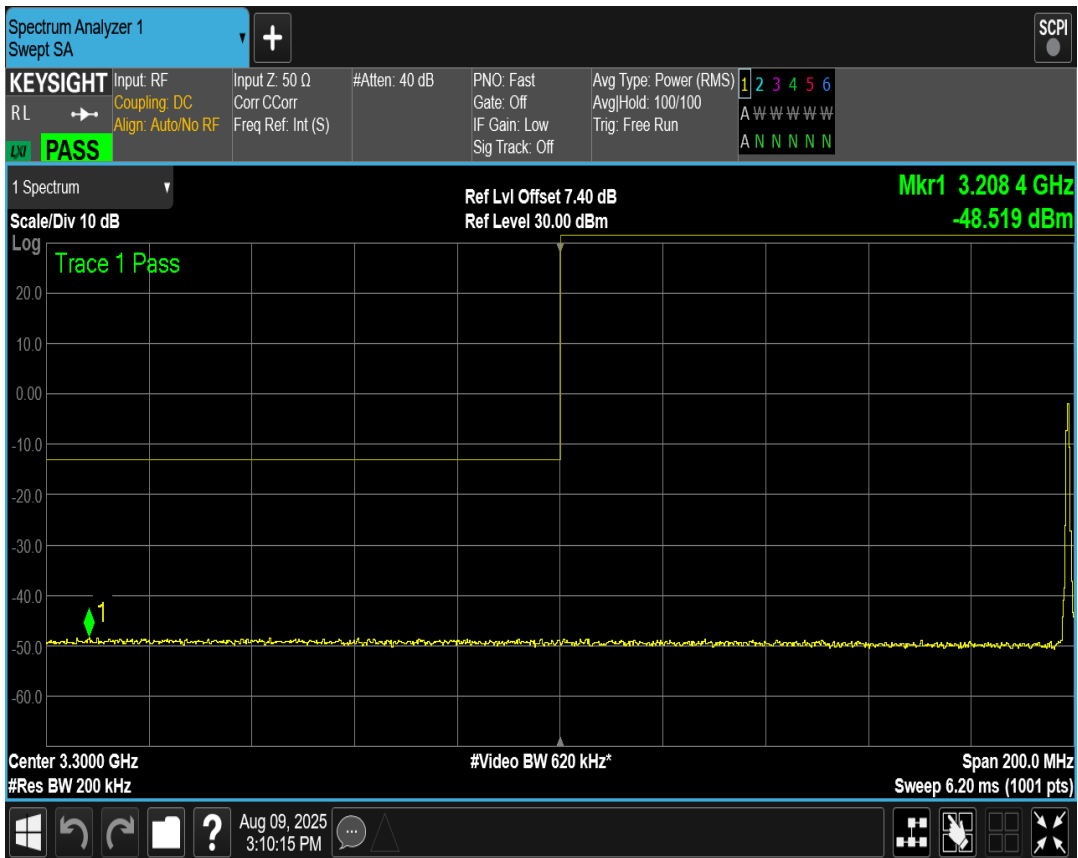 Spectrum Analyzer 1
Swept SA
+
SCPI
KEYSIGHT
RL
LXI PASS
Input: RF
Coupling: DC
Align: Auto/No RF
Input Z: 50 Ω
Corr CCorr
Freq Ref: Int (S)
#Atten: 40 dB
PNO: Fast
Gate: Off
IF Gain: Low
Sig Track: Off
Avg Type: Power (RMS)
Avg|Hold: 100/100
Trig: Free Run
1 2 3 4 5 6
A W W W W W
A N N N N N
1 Spectrum
Scale/Div 10 dB
Ref Lvl Offset 7.40 dB
Ref Level 30.00 dBm
Mkr1 3.208 4 GHz
-48.519 dBm
Log
Trace 1 Pass
20.0
10.0
0.00
-10.0
-20.0
-30.0
-40.0
1
-50.0
-60.0
Center 3.3000 GHz
#Res BW 200 kHz
#Video BW 620 kHz*
Span 200.0 MHz
Sweep 6.20 ms (1001 pts)
?
Aug 09, 2025
3:10:15 PM